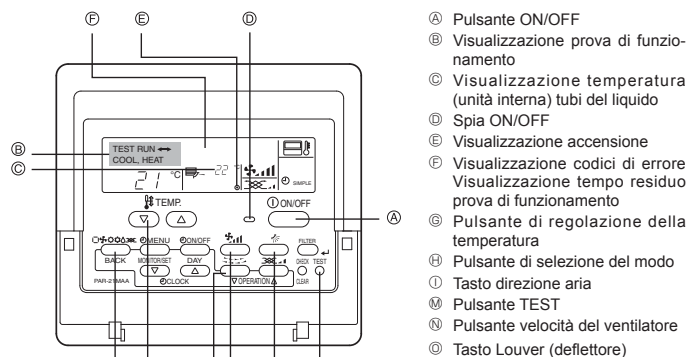 Ⓕ Ⓔ Ⓓ
Ⓑ
Ⓒ
Ⓐ
TEST RUN ↔
COOL, HEAT
21 °C
22 °
SIMPLE
TEMP.
▽ △
ON/OFF
MENU ON/OFF FILTER
BACK MONITOR/SET DAY CHECK TEST
▽ △
PAR-21MAA CLOCK ▽ OPERATION △ CLEAR
Ⓐ Pulsante ON/OFF
Ⓑ Visualizzazione prova di funzio-
namento
Ⓒ Visualizzazione temperatura
(unità interna) tubi del liquido
Ⓓ Spia ON/OFF
Ⓔ Visualizzazione accensione
Ⓕ Visualizzazione codici di errore
Visualizzazione tempo residuo
prova di funzionamento
Ⓖ Pulsante di regolazione della
temperatura
Ⓗ Pulsante di selezione del modo
Ⓘ Tasto direzione aria
Ⓜ Pulsante TEST
Ⓝ Pulsante velocità del ventilatore
Ⓞ Tasto Louver (deflettore)